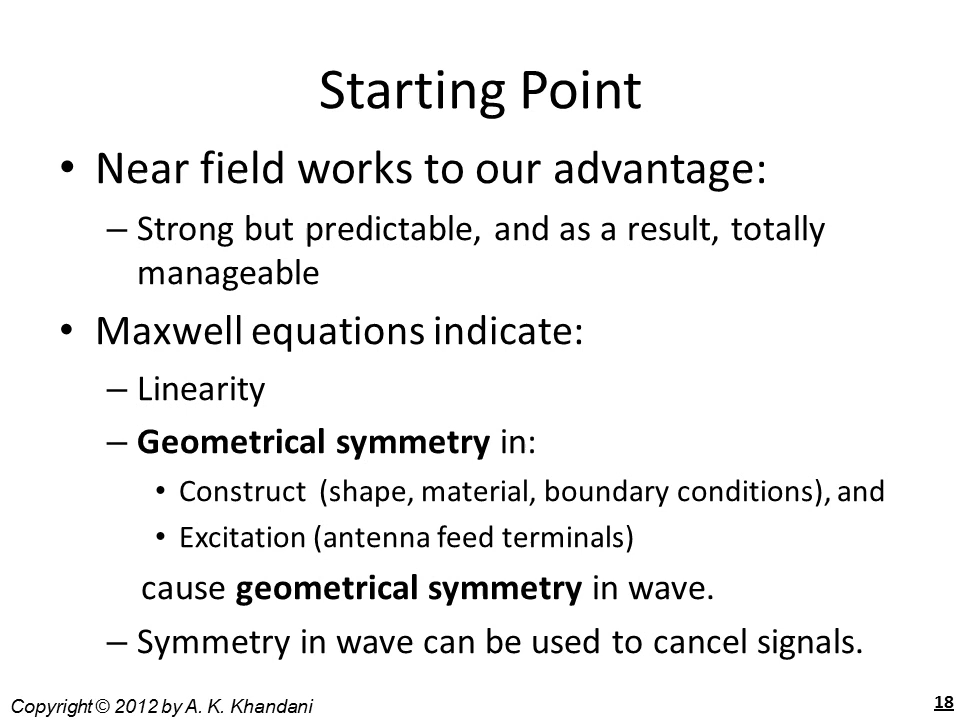 Starting Point
• Near field works to our advantage:
– Strong but predictable, and as a result, totally
manageable
• Maxwell equations indicate:
– Linearity
– Geometrical symmetry in:
• Construct (shape, material, boundary conditions), and
• Excitation (antenna feed terminals)
cause geometrical symmetry in wave.
– Symmetry in wave can be used to cancel signals.
Copyright © 2012 by A. K. Khandani
18